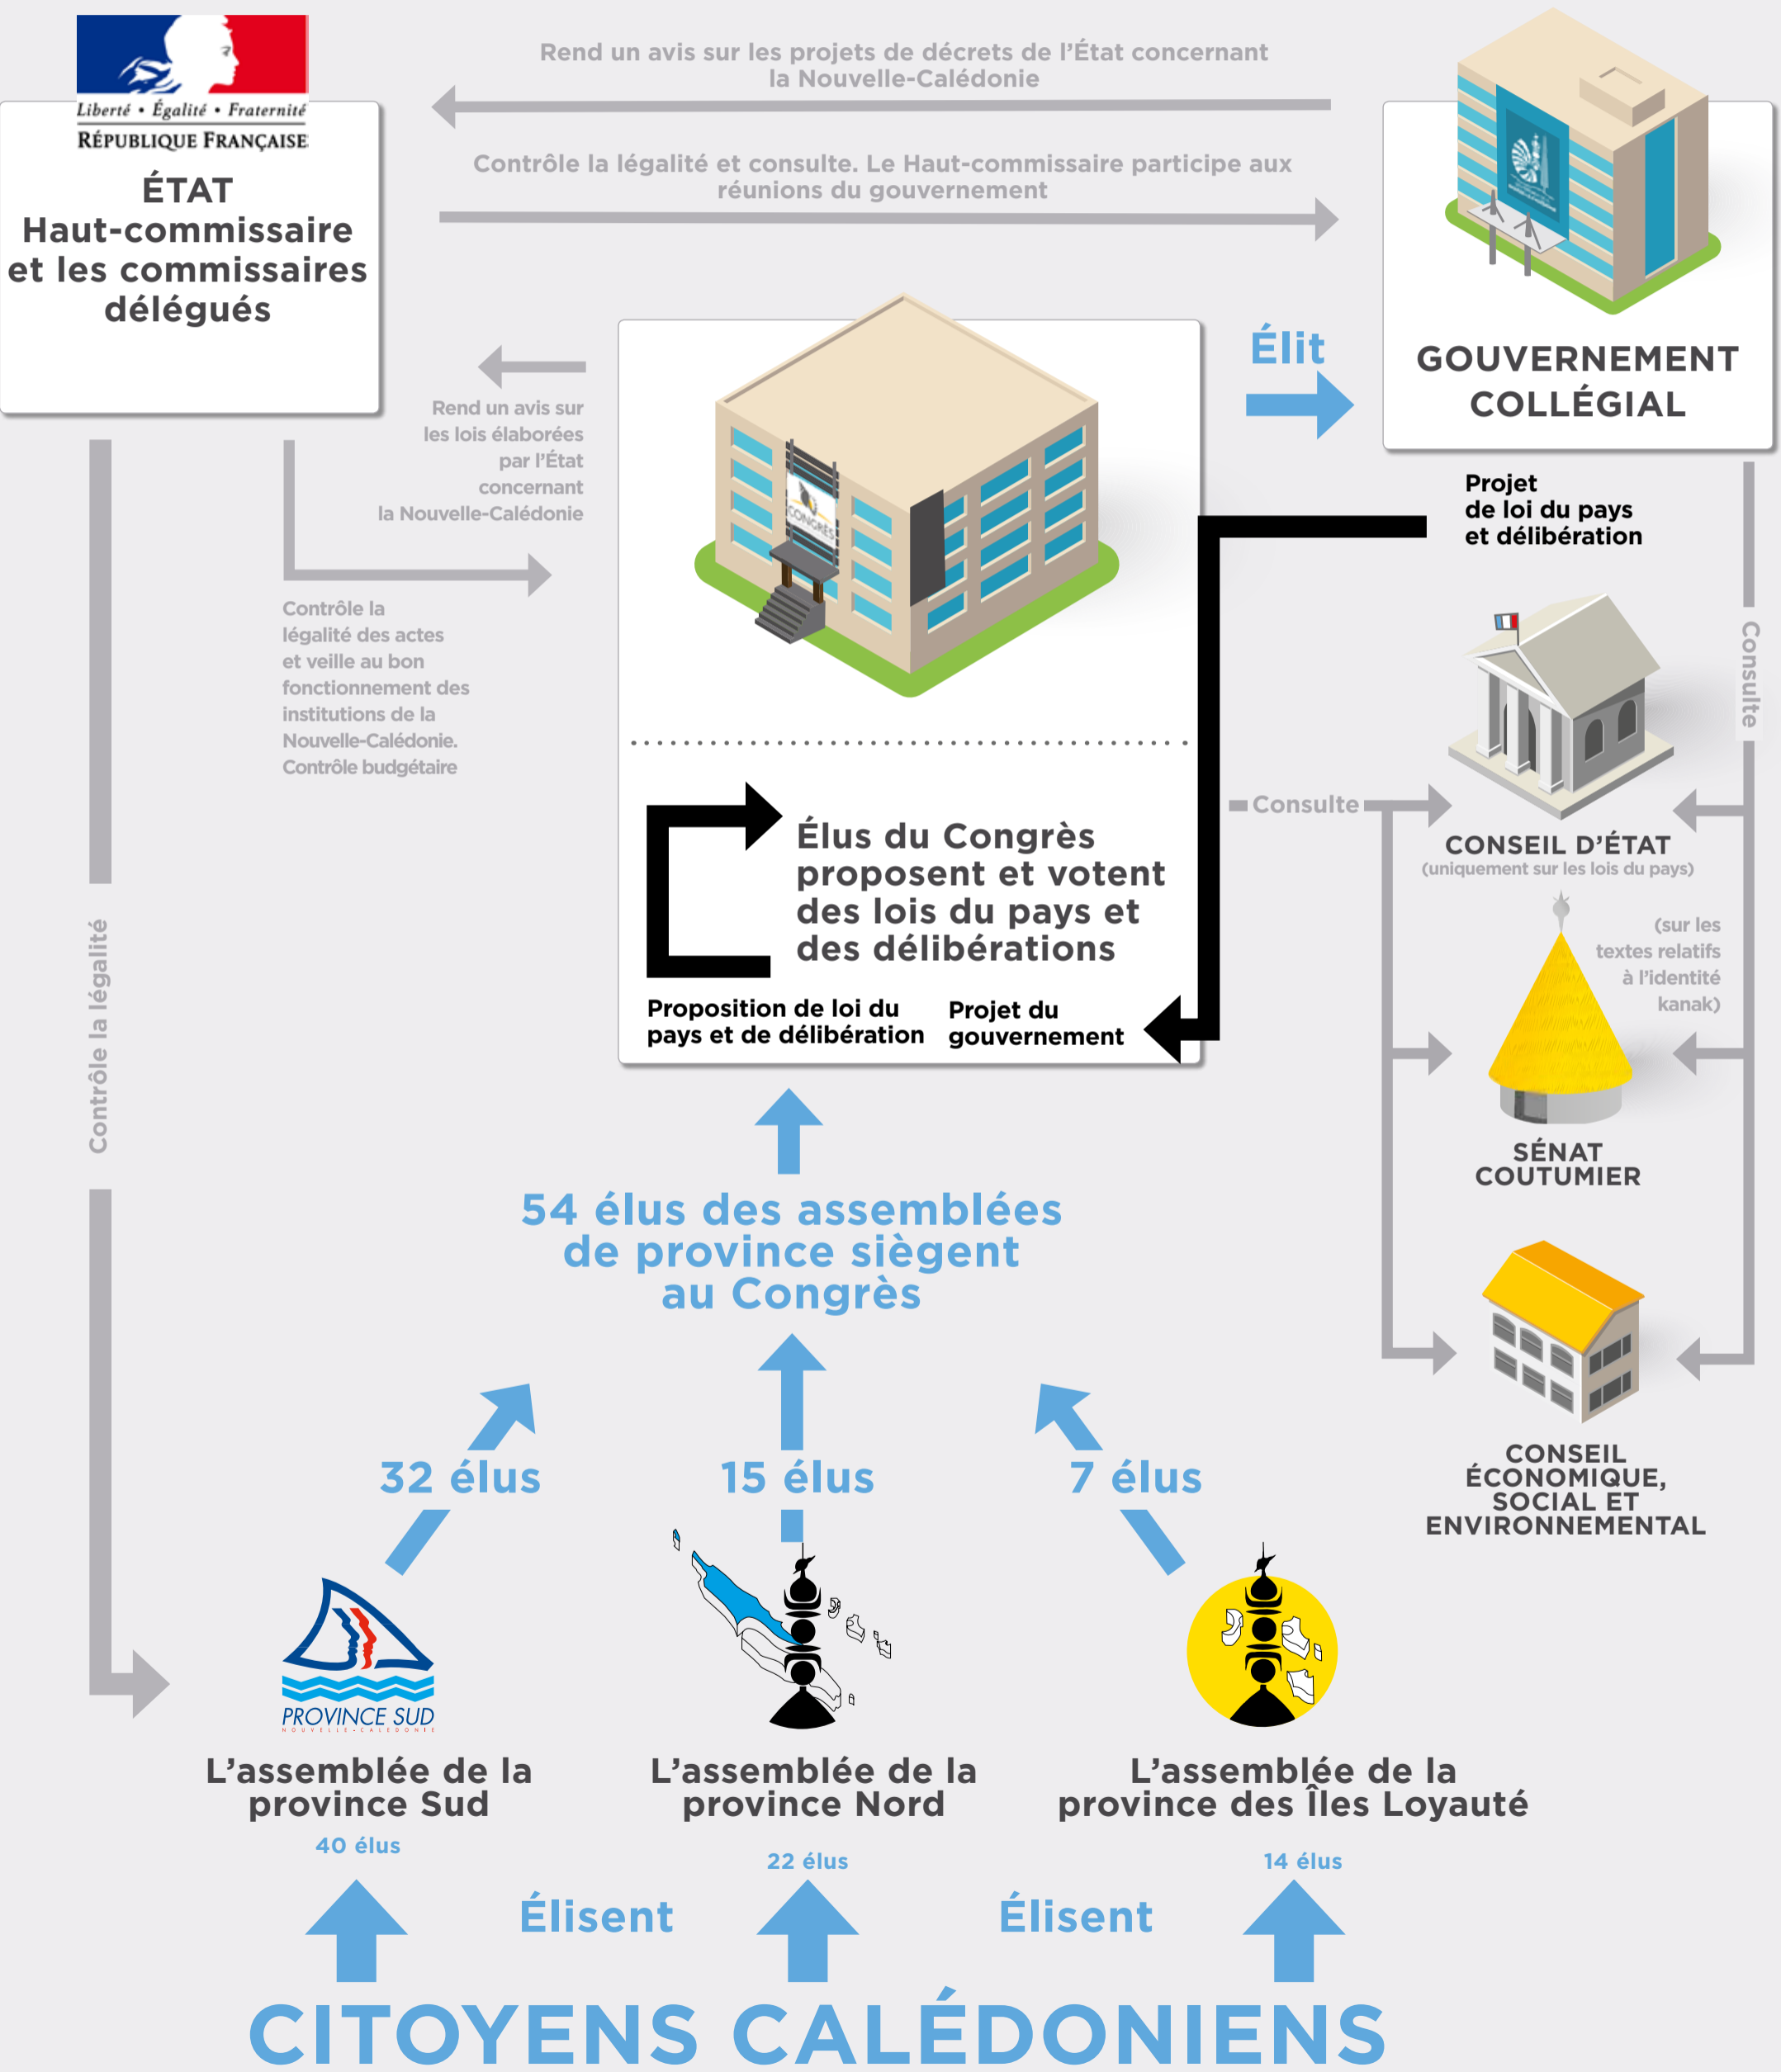 Liberté • Égalité • Fraternité
RÉPUBLIQUE FRANÇAISE
ÉTAT
Haut-commissaire
et les commissaires
délégués
Rend un avis sur les projets de décrets de l'État concernant
la Nouvelle-Calédonie
Contrôle la légalité et consulte. Le Haut-commissaire participe aux
réunions du gouvernement
GOUVERNEMENT
COLLÉGIAL
Élit
Rend un avis sur
les lois élaborées
par l'État
concernant
la Nouvelle-Calédonie
Contrôle la
légalité des actes
et veille au bon
fonctionnement des
institutions de la
Nouvelle-Calédonie.
Contrôle budgétaire
CONGRÈS
Projet
de loi du pays
et délibération
Consulte
Élus du Congrès
proposent et votent
des lois du pays et
des délibérations
Proposition de loi du
pays et de délibération
Projet du
gouvernement
Consulte
CONSEIL D'ÉTAT
(uniquement sur les lois du pays)
(sur les
textes relatifs
à l'identité
kanak)
SÉNAT
COUTUMIER
CONSEIL
ÉCONOMIQUE,
SOCIAL ET
ENVIRONNEMENTAL
Contrôle la légalité
54 élus des assemblées
de province siègent
au Congrès
32 élus
15 élus
7 élus
PROVINCE SUD
NOUVELLE-CALEDONIE
L'assemblée de la
province Sud
40 élus
L'assemblée de la
province Nord
22 élus
L'assemblée de la
province des Îles Loyauté
14 élus
Élisent
Élisent
CITOYENS CALÉDONIENS